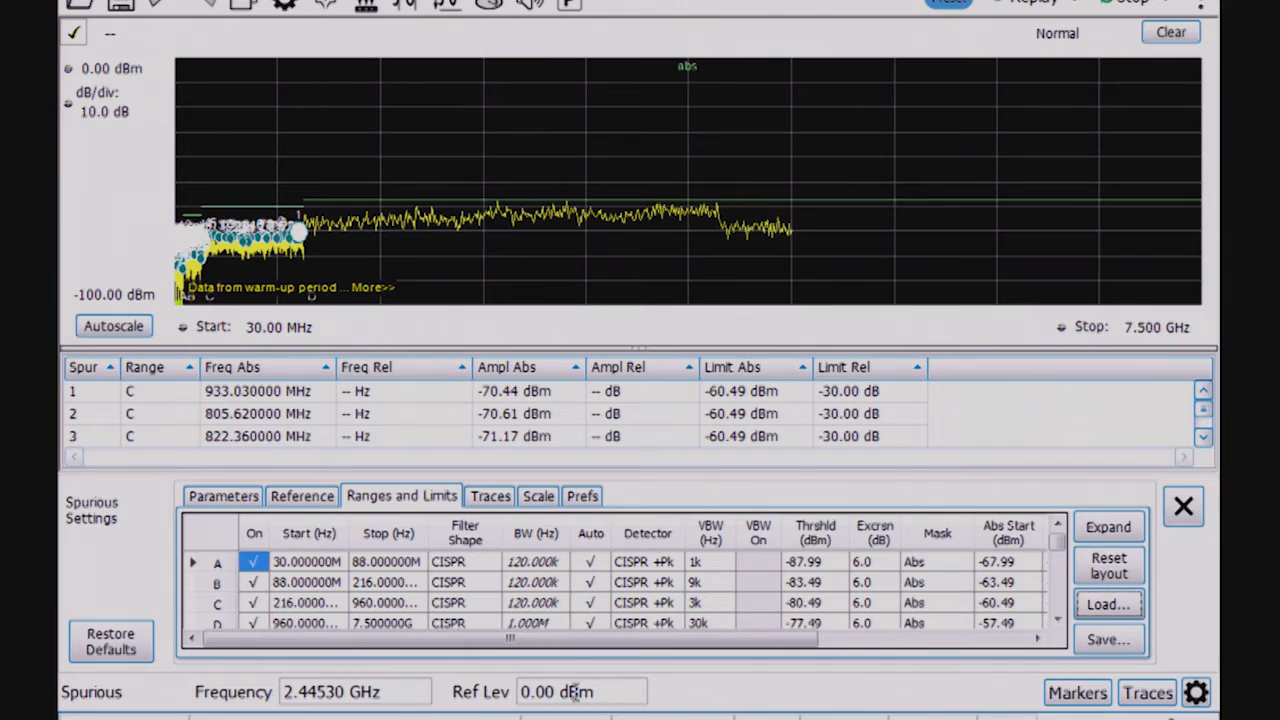 Preset Replay Stop
-- Normal Clear
0.00 dBm abs
dB/div:
10.0 dB
1
Data from warm-up period ... More>>
-100.00 dBm
Autoscale Start: 30.00 MHz Stop: 7.500 GHz
Spur Range Freq Abs Freq Rel Ampl Abs Ampl Rel Limit Abs Limit Rel
1 C 933.030000 MHz -- Hz -70.44 dBm -- dB -60.49 dBm -30.00 dB
2 C 805.620000 MHz -- Hz -70.61 dBm -- dB -60.49 dBm -30.00 dB
3 C 822.360000 MHz -- Hz -71.17 dBm -- dB -60.49 dBm -30.00 dB
Spurious
Settings
Parameters Reference Ranges and Limits Traces Scale Prefs
On Start (Hz) Stop (Hz) Filter Shape BW (Hz) Auto Detector VBW (Hz) VBW On Thrshld (dBm) Excrsn (dB) Mask Abs Start (dBm)
A √ 30.000000M 88.000000M CISPR 120.000k √ CISPR +Pk 1k -87.99 6.0 Abs -67.99
B √ 88.000000M 216.0000... CISPR 120.000k √ CISPR +Pk 9k -83.49 6.0 Abs -63.49
C √ 216.0000... 960.0000... CISPR 120.000k √ CISPR +Pk 3k -80.49 6.0 Abs -60.49
D √ 960.0000... 7.500000G CISPR 1.000M √ CISPR +Pk 30k -77.49 6.0 Abs -57.49
Expand
Reset
layout
Load...
Save...
Restore
Defaults
Spurious Frequency 2.44530 GHz Ref Lev 0.00 dBm Markers Traces